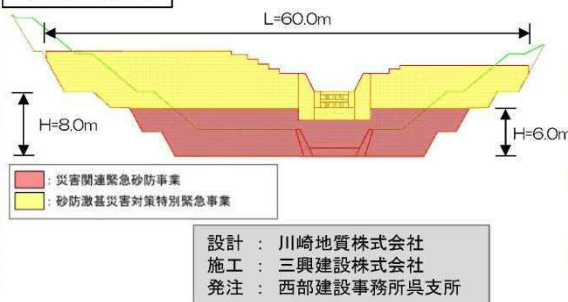 L=60.0m
H=8.0m
H=6.0m
：災害関連緊急砂防事業
：砂防激甚災害対策特別緊急事業
設計 ： 川崎地質株式会社
施工 ： 三興建設株式会社
発注 ： 西部建設事務所呉支所